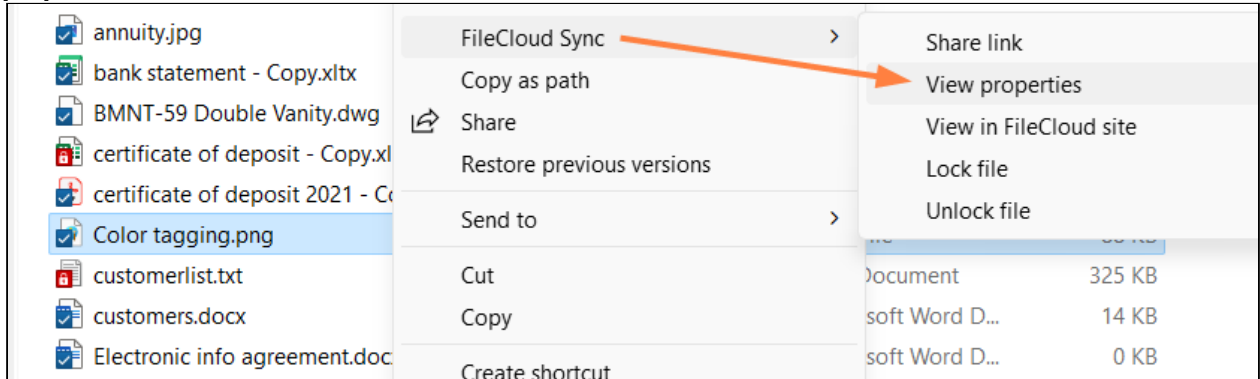 annuity.jpg
bank statement - Copy.xltx
BMNT-59 Double Vanity.dwg
certificate of deposit - Copy.xl
certificate of deposit 2021 - Co
Color tagging.png
customerlist.txt
customers.docx
Electronic info agreement.doc
FileCloud Sync
Copy as path
Share
Restore previous versions
Send to
Cut
Copy
Create shortcut
Share link
View properties
View in FileCloud site
Lock file
Unlock file
Document 325 KB
soft Word D... 14 KB
soft Word D... 0 KB